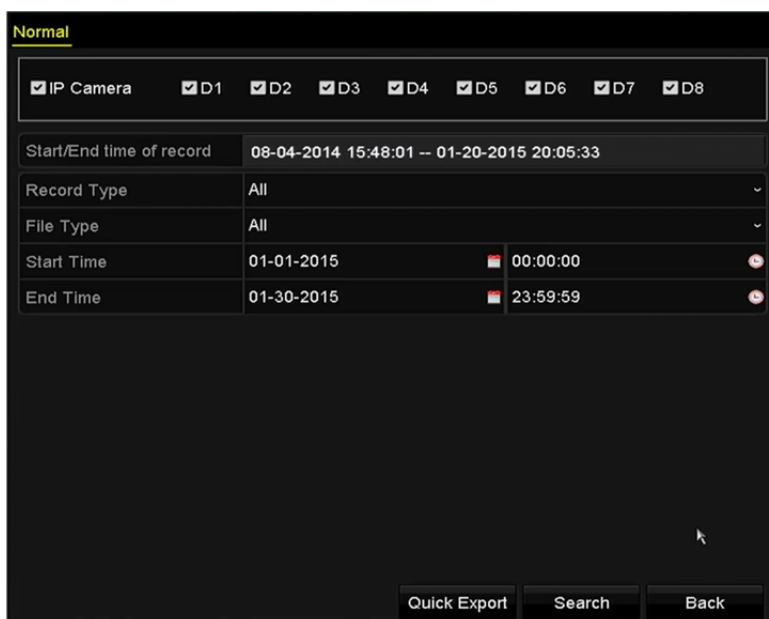 Normal
IP Camera D1 D2 D3 D4 D5 D6 D7 D8
Start/End time of record 08-04-2014 15:48:01 -- 01-20-2015 20:05:33
Record Type All
File Type All
Start Time 01-01-2015 00:00:00
End Time 01-30-2015 23:59:59
Quick Export Search Back